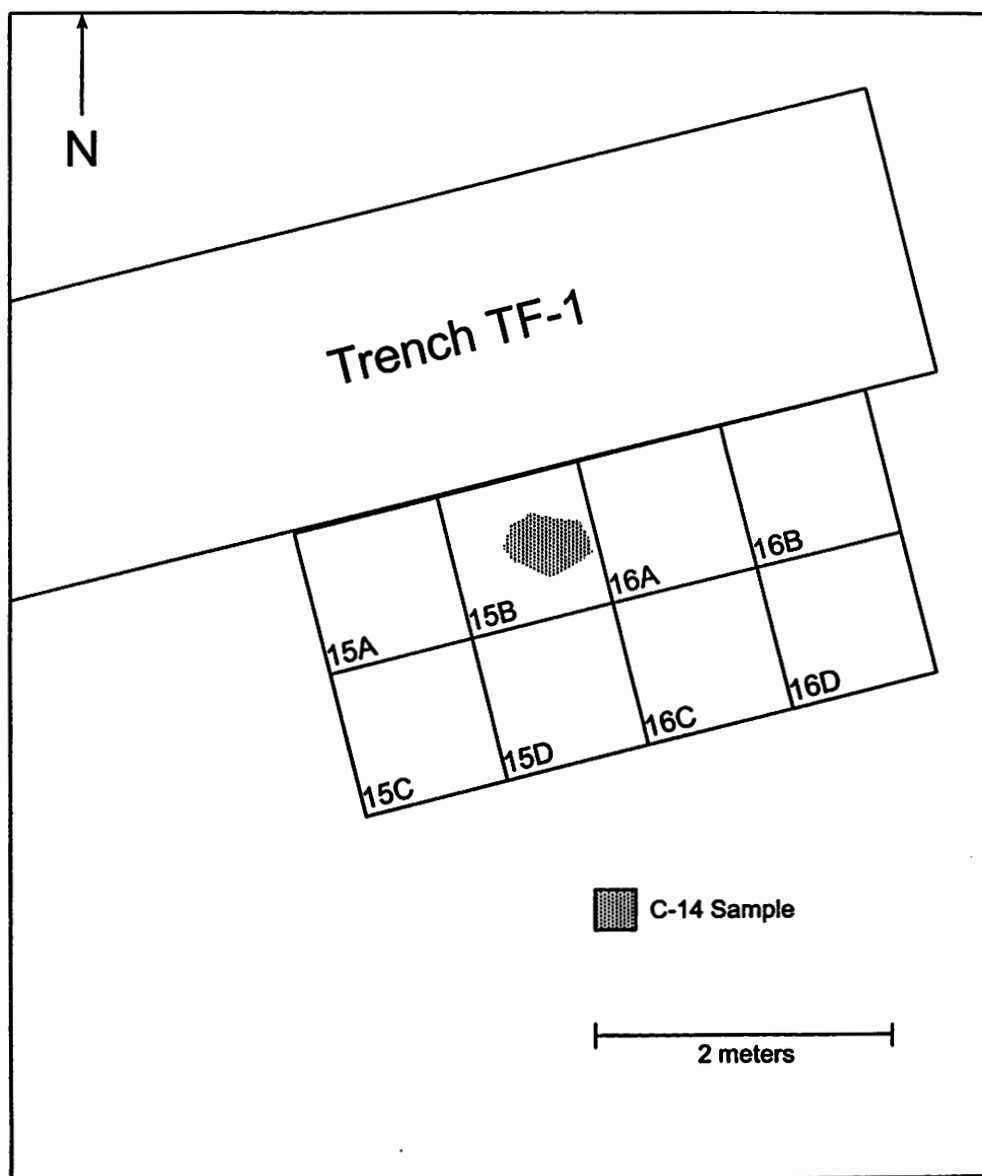 N
Trench TF-1
15A
15B
16A
16B
15C
15D
16C
16D
C-14 Sample
2 meters